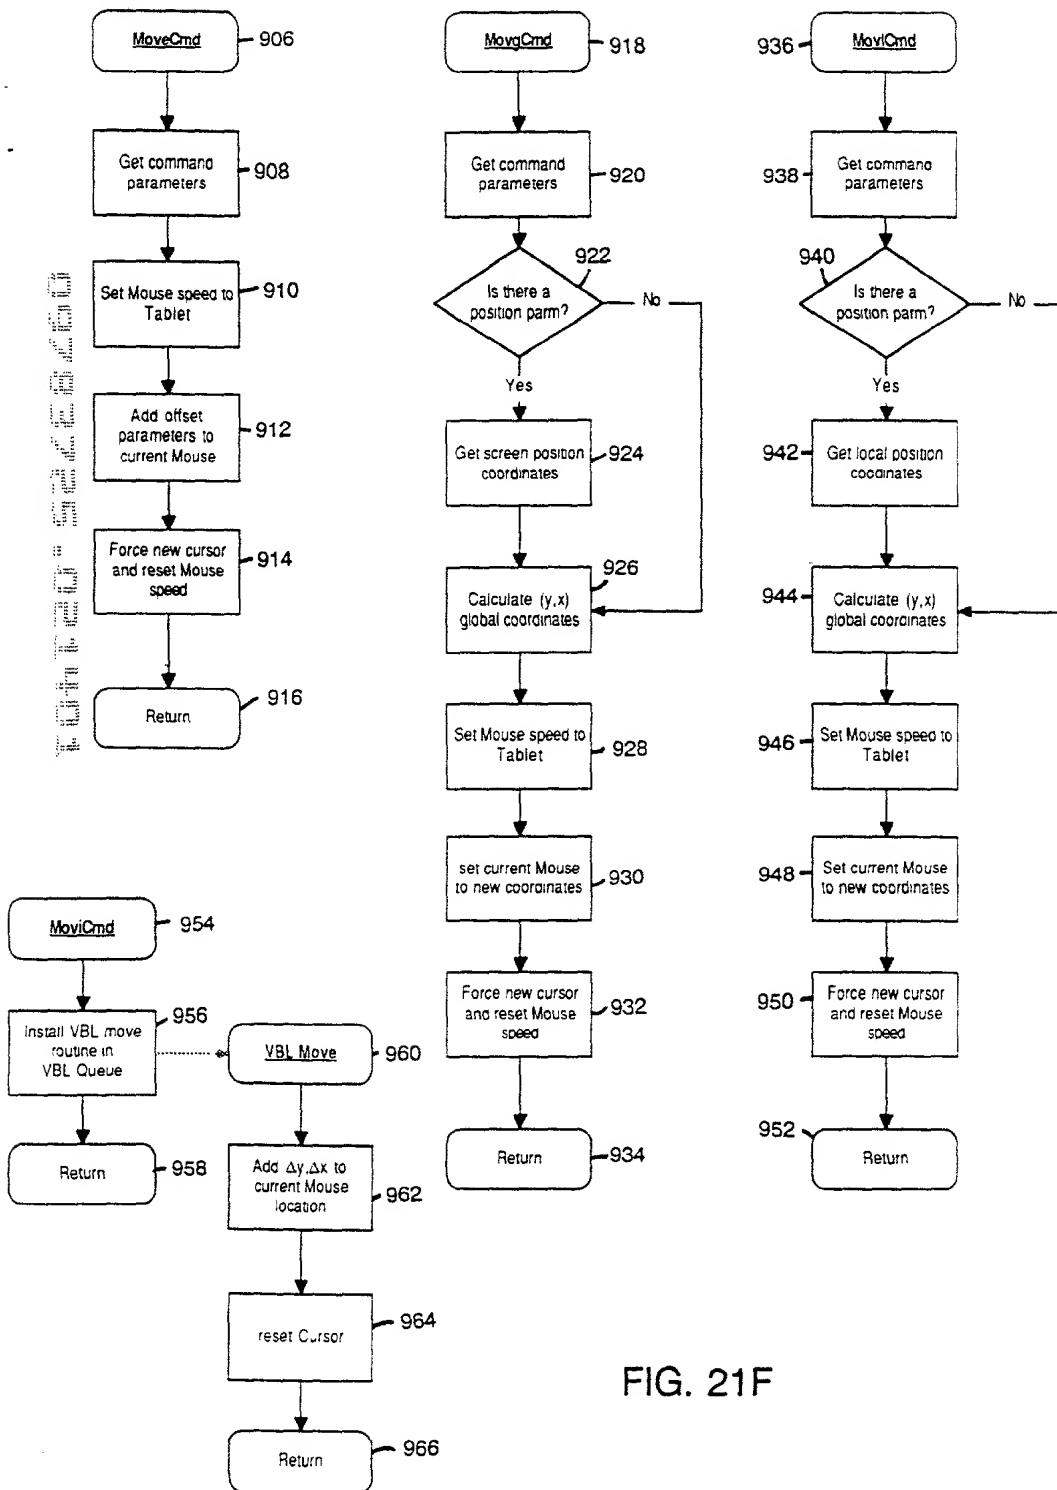 MoveCmd
906
Get command
parameters
908
Set Mouse speed to
Tablet
910
Add offset
parameters to
current Mouse
912
Force new cursor
and reset Mouse
speed
914
Return
916
MovgCmd
918
Get command
parameters
920
922
Is there a
position parm?
No
Yes
Get screen position
coordinates
924
926
Calculate (y,x)
global coordinates
Set Mouse speed to
Tablet
928
set current Mouse
to new coordinates
930
Force new cursor
and reset Mouse
speed
932
Return
934
936
MovlCmd
938
Get command
parameters
940
Is there a
position parm?
No
Yes
942
Get local position
coodinates
944
Calculate (y,x)
global coordinates
946
Set Mouse speed to
Tablet
948
Set current Mouse
to new coordinates
950
Force new cursor
and reset Mouse
speed
952
Return
MoviCmd
954
956
Install VBL move
routine in
VBL Queue
Return
958
VBL Move
960
Add Δy,Δx to
current Mouse
location
962
reset Cursor
964
Return
966
FIG. 21F
09783725.021401